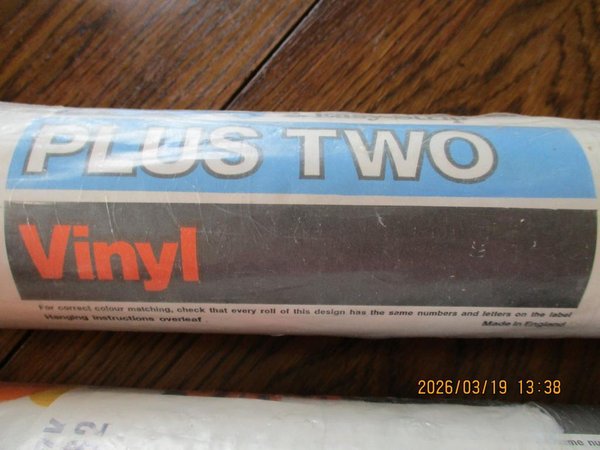 PLUS TWO
Vinyl
For correct colour matching, check that every roll of this design has the same numbers and letters on the label
Hanging instructions overleaf
Made in England
2026/03/19 13:38